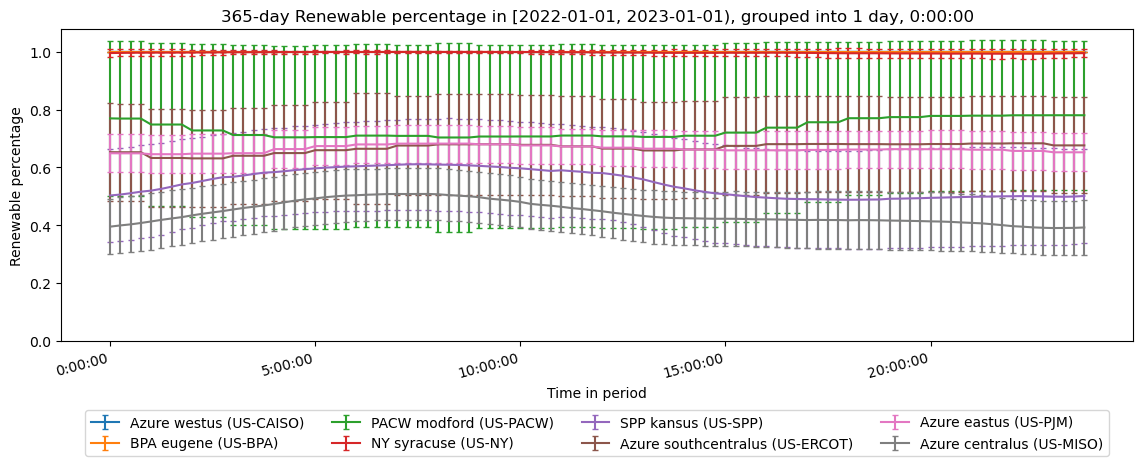 365-day Renewable percentage in [2022-01-01, 2023-01-01), grouped into 1 day, 0:00:00
Renewable percentage
1.0
0.8
0.6
0.4
0.2
0.0
0:00:00
5:00:00
10:00:00
15:00:00
20:00:00
Time in period
Azure westus (US-CAISO)
BPA eugene (US-BPA)
PACW modford (US-PACW)
NY syracuse (US-NY)
SPP kansus (US-SPP)
Azure southcentralus (US-ERCOT)
Azure eastus (US-PJM)
Azure centralus (US-MISO)